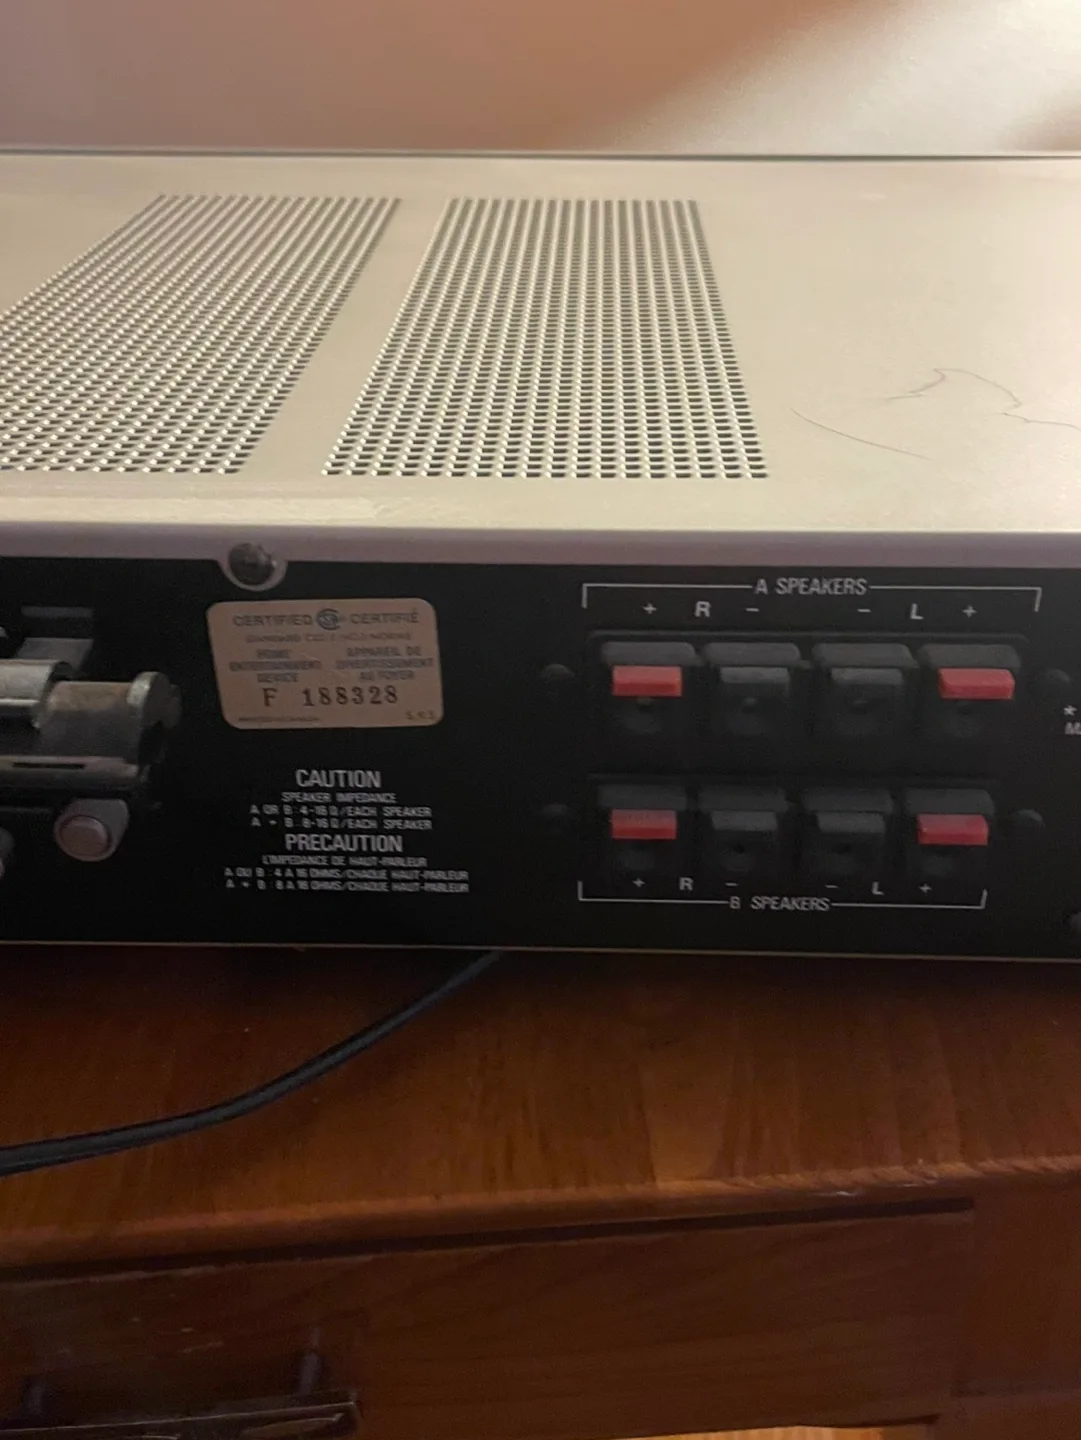 A SPEAKERS
+ R − − L +
CERTIFIED CERTIFIÉ
HOME APPAREIL DE
ENTERTAINMENT DIVERTISSEMENT
DEVICE AU FOYER
F 188328
*
M
CAUTION
SPEAKER IMPEDANCE
A OR B : 4-16 Ω/EACH SPEAKER
A + B : 8-16 Ω/EACH SPEAKER
PRECAUTION
L'IMPEDANCE DE HAUT-PARLEUR
A OU B : 4 A 16 OHMS/CHAQUE HAUT-PARLEUR
A + B : 8 A 16 OHMS/CHAQUE HAUT-PARLEUR
+ R − − L +
B SPEAKERS